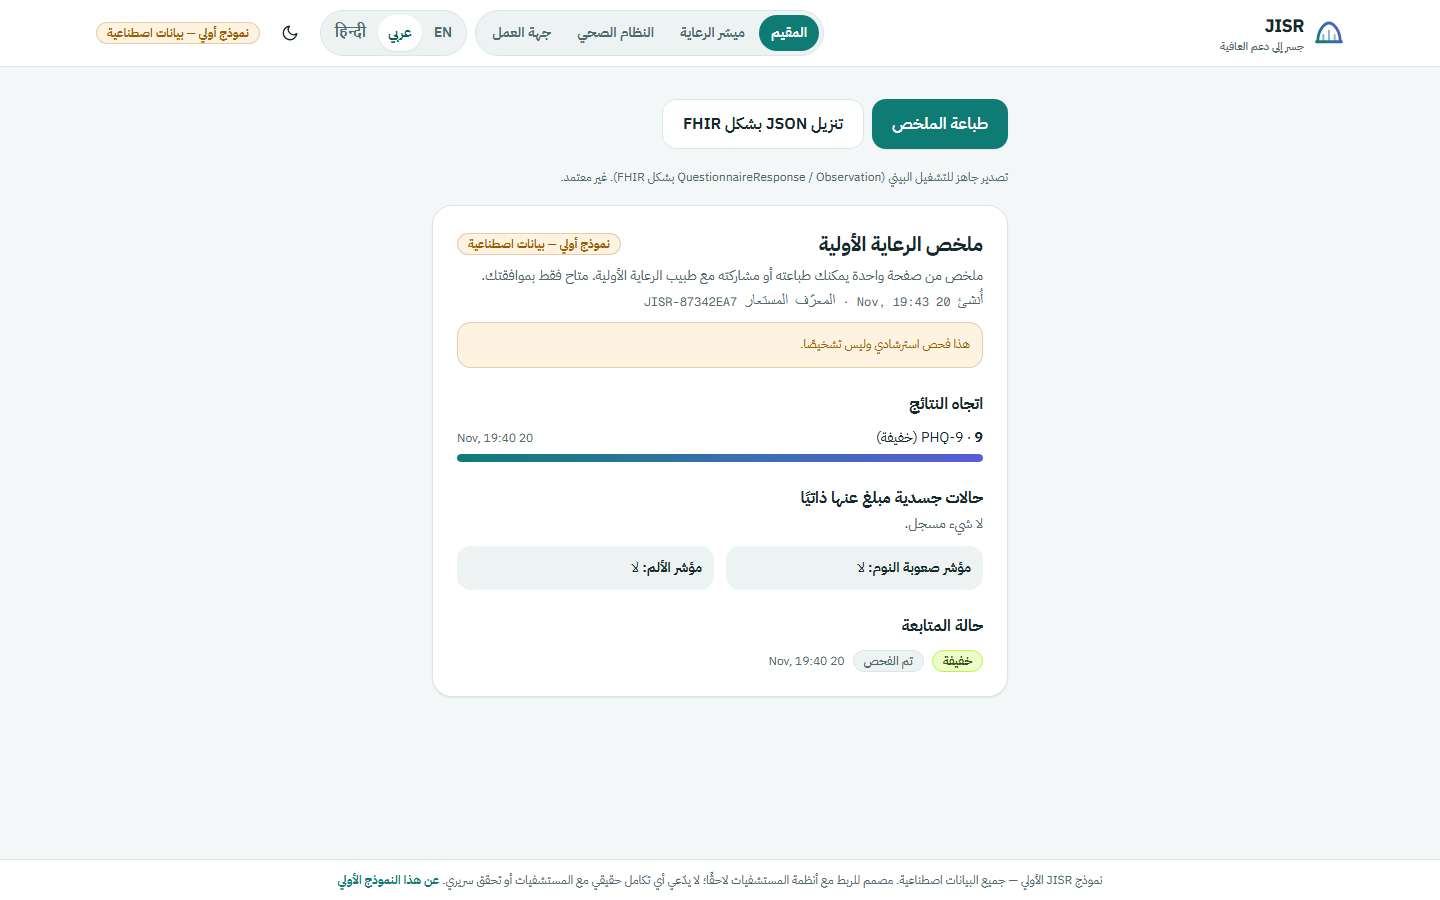 JISR
جسر إلى دعم العافية
المقيم
ميسّر الرعاية
النظام الصحي
جهة العمل
EN
عربي
हिन्दी
نموذج أولي — بيانات اصطناعية
طباعة الملخص
تنزيل JSON بشكل FHIR
تصدير جاهز للتشغيل البيني (QuestionnaireResponse / Observation بشكل FHIR). غير معتمد.
ملخص الرعاية الأولية
نموذج أولي — بيانات اصطناعية
ملخص من صفحة واحدة يمكنك طباعته أو مشاركته مع طبيب الرعاية الأولية. متاح فقط بموافقتك.
أُنشئ 20 Nov, 19:43 · المعرّف المستعار JISR-87342EA7
هذا فحص استرشادي وليس تشخيصًا.
اتجاه النتائج
PHQ-9 · 9 (خفيفة)
20 Nov, 19:40
حالات جسدية مبلغ عنها ذاتيًا
لا شيء مسجل.
مؤشر صعوبة النوم: لا
مؤشر الألم: لا
حالة المتابعة
خفيفة
تم الفحص
20 Nov, 19:40
نموذج JISR الأولي — جميع البيانات اصطناعية. مصمم للربط مع أنظمة المستشفيات لاحقًا؛ لا يدّعي أي تكامل حقيقي مع المستشفيات أو تحقق سريري. عن هذا النموذج الأولي